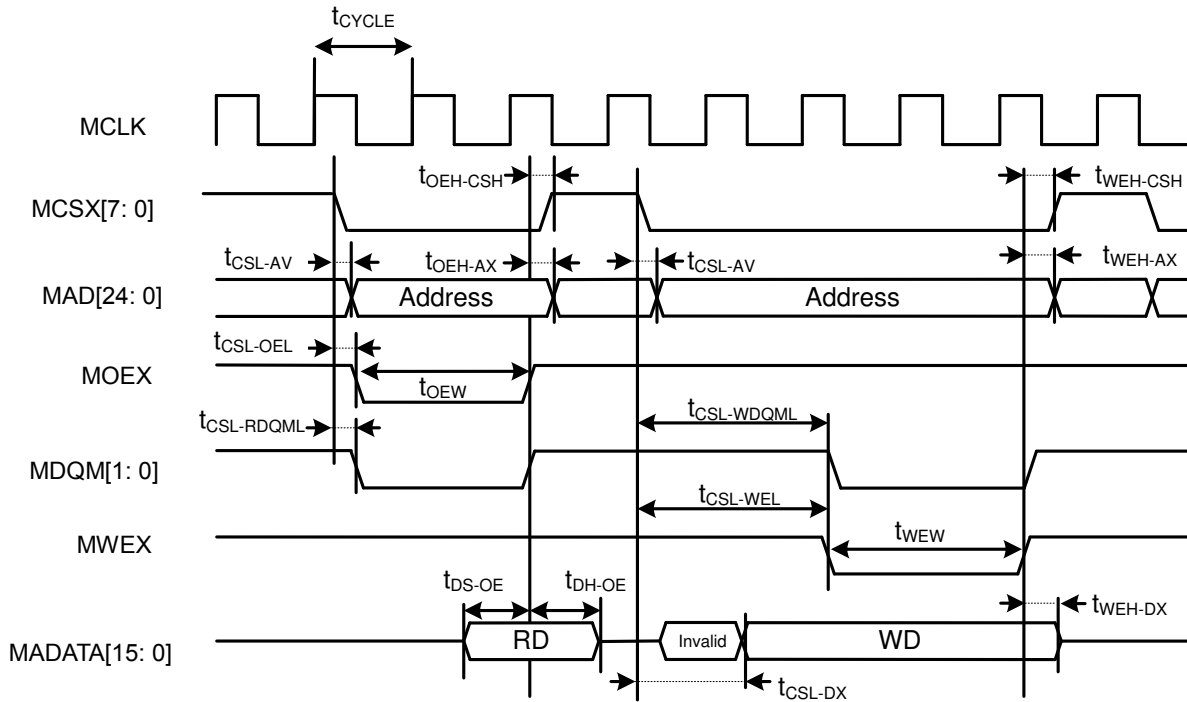 tCYCLE
MCLK
tOEH-CSH
tWEH-CSH
MCSX[7: 0]
tCSL-AV
tOEH-AX
tCSL-AV
tWEH-AX
MAD[24: 0]
Address
Address
tCSL-OEL
MOEX
tOEW
tCSL-RDQML
tCSL-WDQML
MDQM[1: 0]
tCSL-WEL
MWEX
tWEW
tDS-OE
tDH-OE
tWEH-DX
MADATA[15: 0]
RD
Invalid
WD
tCSL-DX